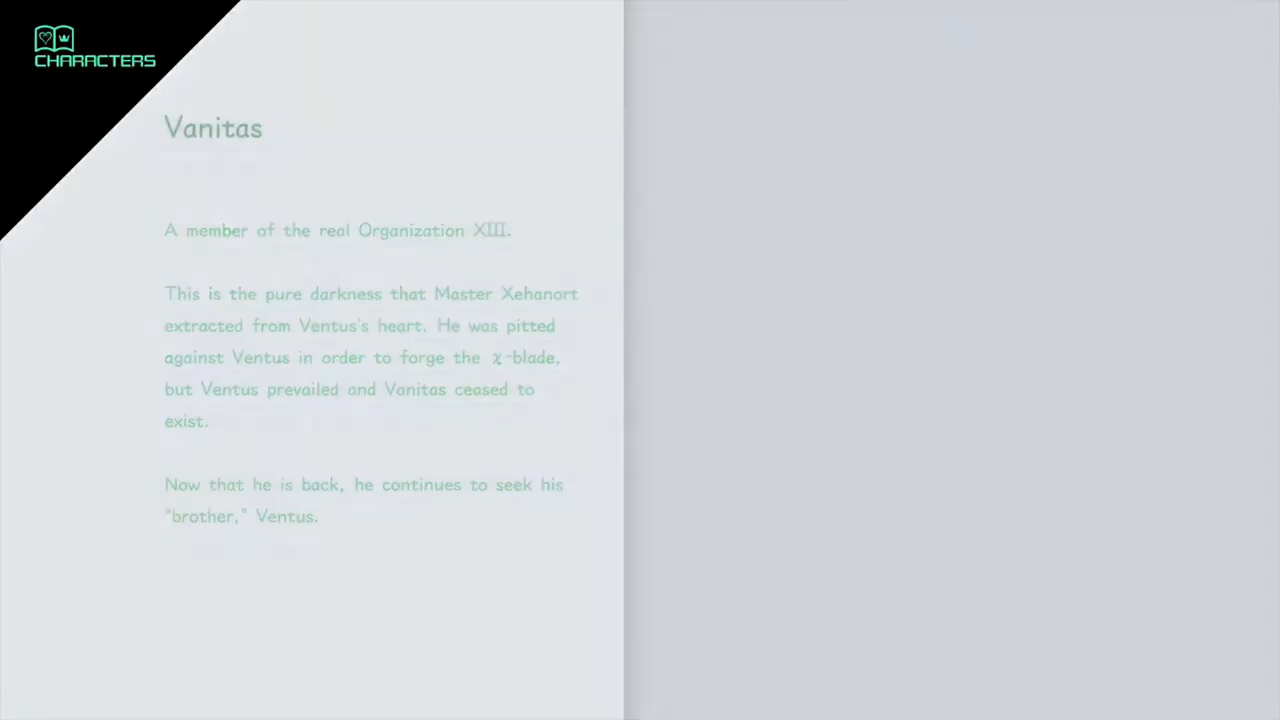 CHARACTERS
Vanitas
A member of the real Organization XIII.
This is the pure darkness that Master Xehanort
extracted from Ventus's heart. He was pitted
against Ventus in order to forge the χ-blade,
but Ventus prevailed and Vanitas ceased to
exist.
Now that he is back, he continues to seek his
"brother," Ventus.